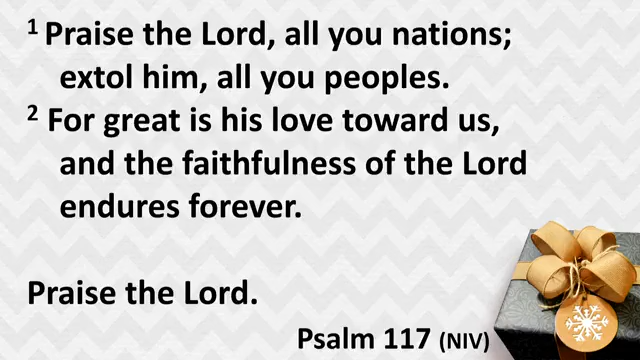 1 Praise the Lord, all you nations;
extol him, all you peoples.
2 For great is his love toward us,
and the faithfulness of the Lord
endures forever.
Praise the Lord.
Psalm 117 (NIV)